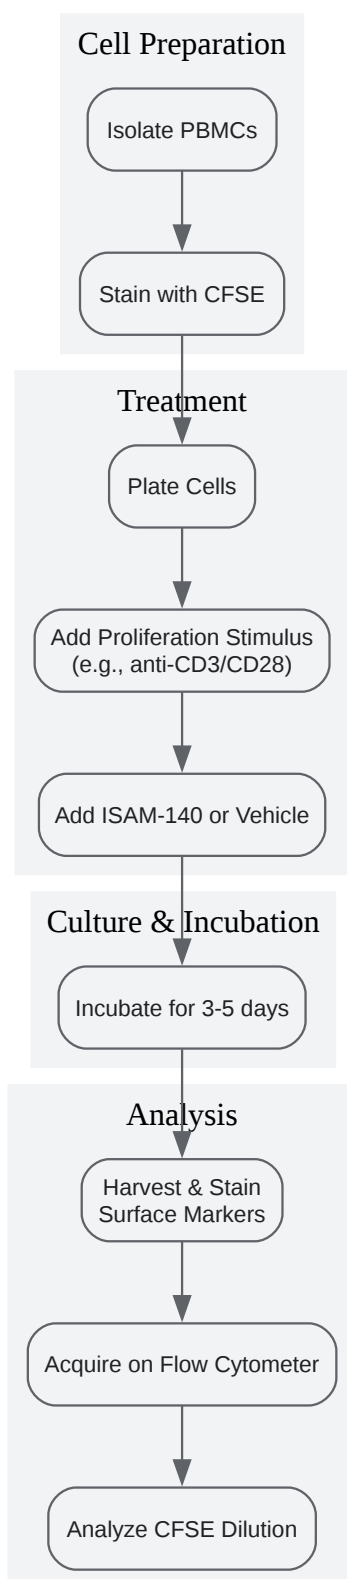 Cell Preparation
Isolate PBMCs
Stain with CFSE
Treatment
Plate Cells
Add Proliferation Stimulus
(e.g., anti-CD3/CD28)
Add ISAM-140 or Vehicle
Culture & Incubation
Incubate for 3-5 days
Analysis
Harvest & Stain
Surface Markers
Acquire on Flow Cytometer
Analyze CFSE Dilution